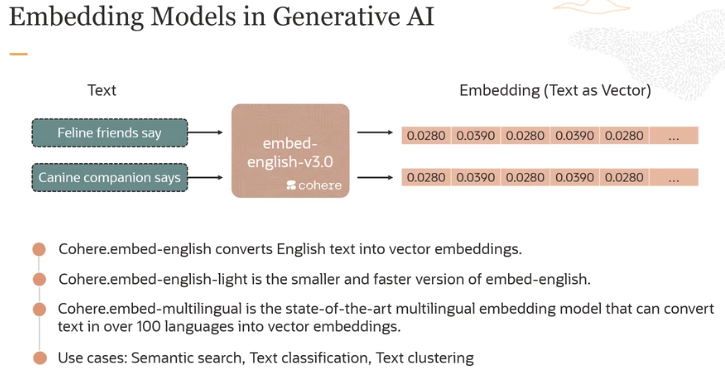 Embedding Models in Generative AI
Text
Embedding (Text as Vector)
Feline friends say
embed-
english-v3.0
cohere
0.0280 0.0390 0.0280 0.0390 0.0280 ...
Canine companion says
0.0280 0.0390 0.0280 0.0390 0.0280 ...
Cohere.embed-english converts English text into vector embeddings.
Cohere.embed-english-light is the smaller and faster version of embed-english.
Cohere.embed-multilingual is the state-of-the-art multilingual embedding model that can convert
text in over 100 languages into vector embeddings.
Use cases: Semantic search, Text classification, Text clustering